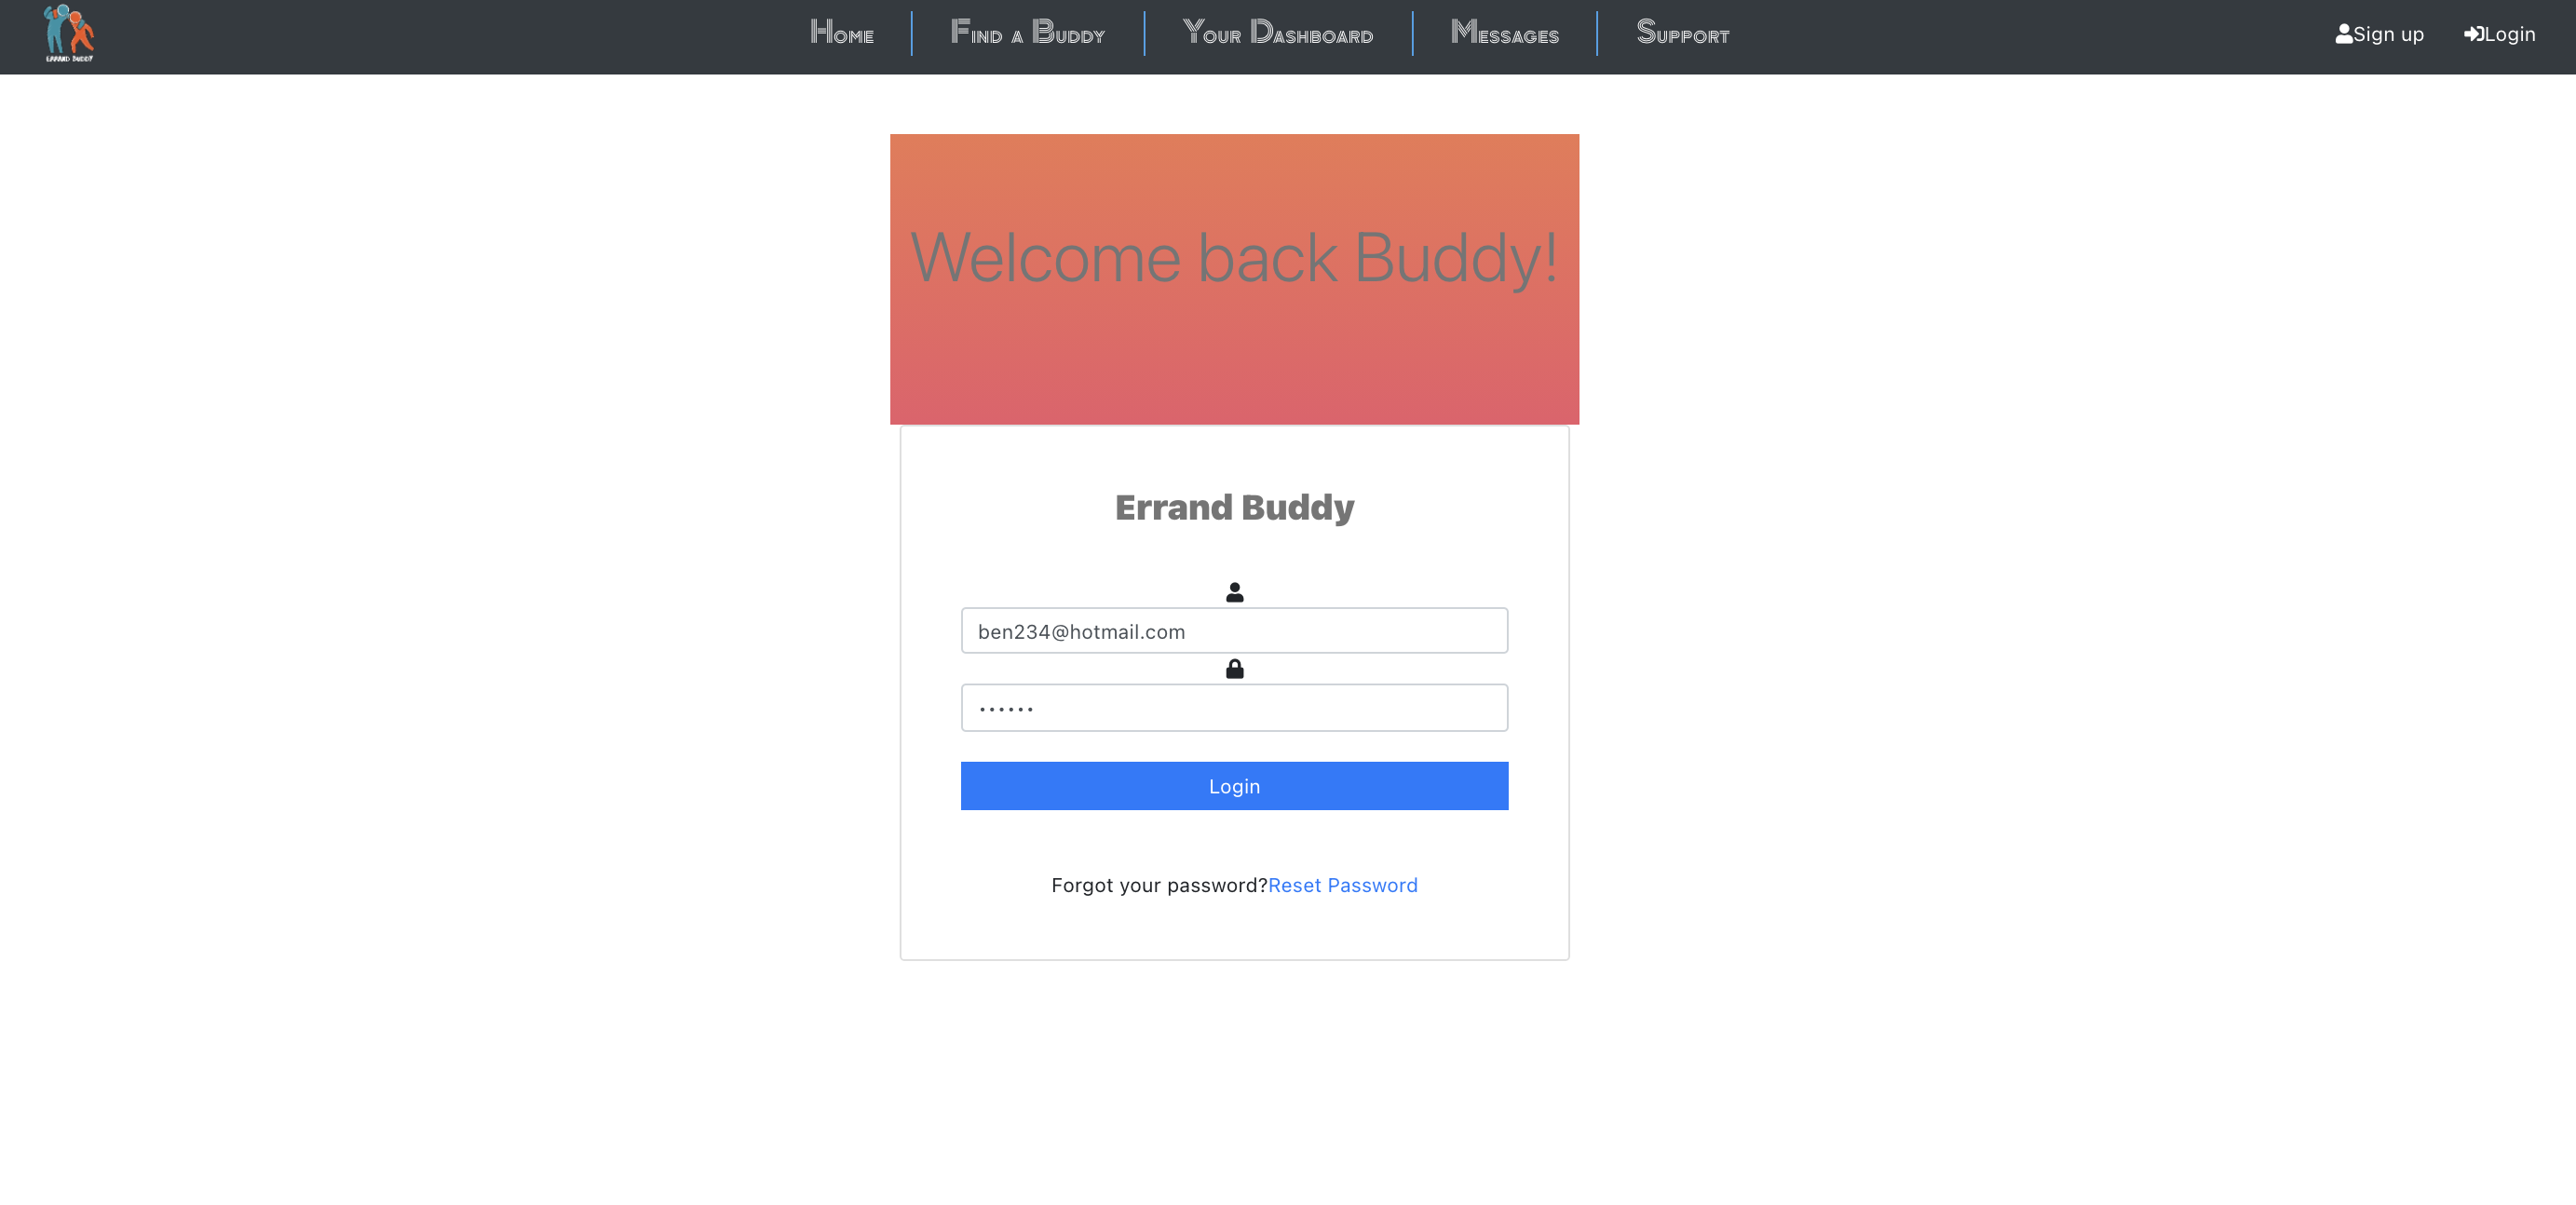 ERRAND BUDDY
Home
Find a Buddy
Your Dashboard
Messages
Support
Sign up
Login
Welcome back Buddy!
Errand Buddy
ben234@hotmail.com
••••••
Login
Forgot your password?Reset Password